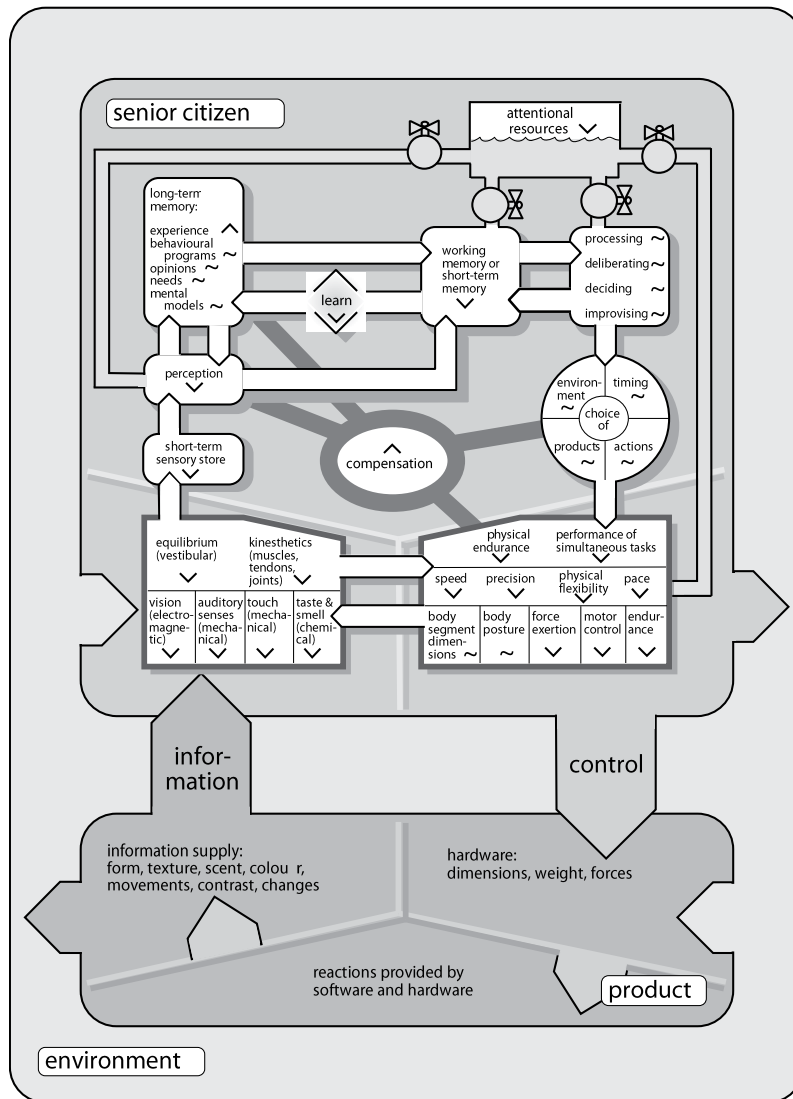 senior citizen
attentional
resources
long-term
memory:
experience
behavioural
programs ~
opinions ~
needs ~
mental
models ~
working
memory or
short-term
memory
processing ~
deliberating ~
deciding ~
improvising ~
learn
perception
environ-
ment ~
timing
~
choice
of
products ~
actions
~
short-term
sensory store
compensation
equilibrium
(vestibular)
kinesthetics
(muscles,
tendons,
joints)
vision
(electro-
magne-
tic)
auditory
senses
(mecha-
nical)
touch
(mecha-
nical)
taste &
smell
(chemi-
cal)
physical
endurance
performance of
simultaneous tasks
speed
precision
physical
flexibility
pace
body
segment
dimen-
sions ~
body
posture
~
force
exertion
motor
control
endur-
ance
infor-
mation
control
information supply:
form, texture, scent, colou r,
movements, contrast, changes
hardware:
dimensions, weight, forces
reactions provided by
software and hardware
product
environment